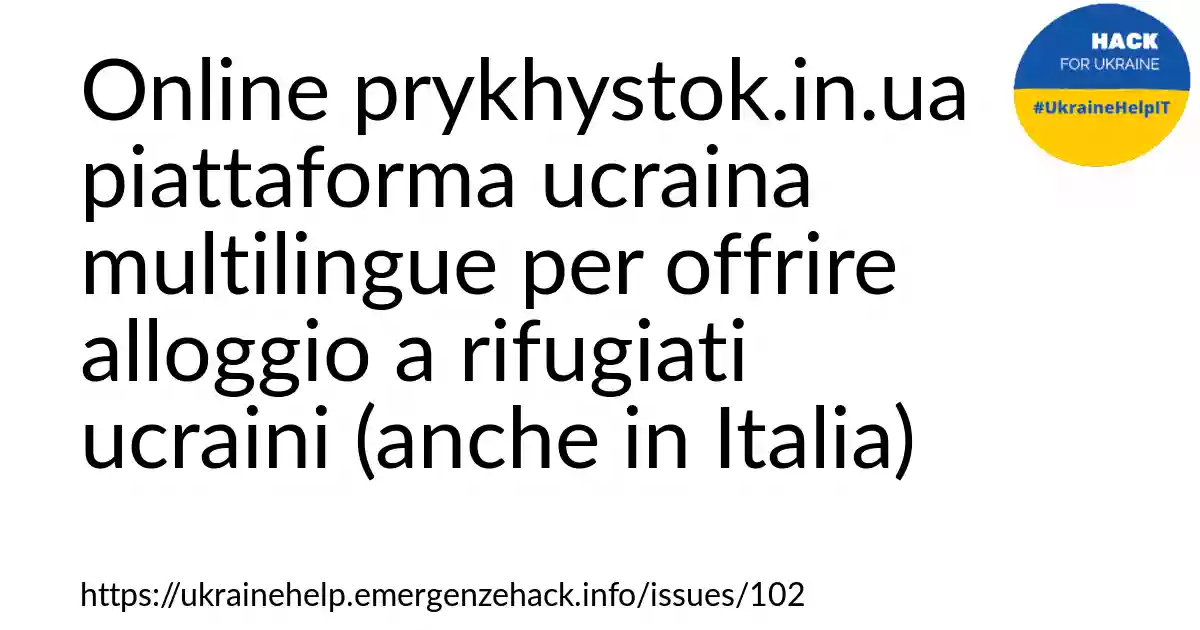 HACK
FOR UKRAINE
#UkraineHelpIT
Online prykhystok.in.ua
piattaforma ucraina
multilingue per offrire
alloggio a rifugiati
ucraini (anche in Italia)
https://ukrainehelp.emergenzehack.info/issues/102